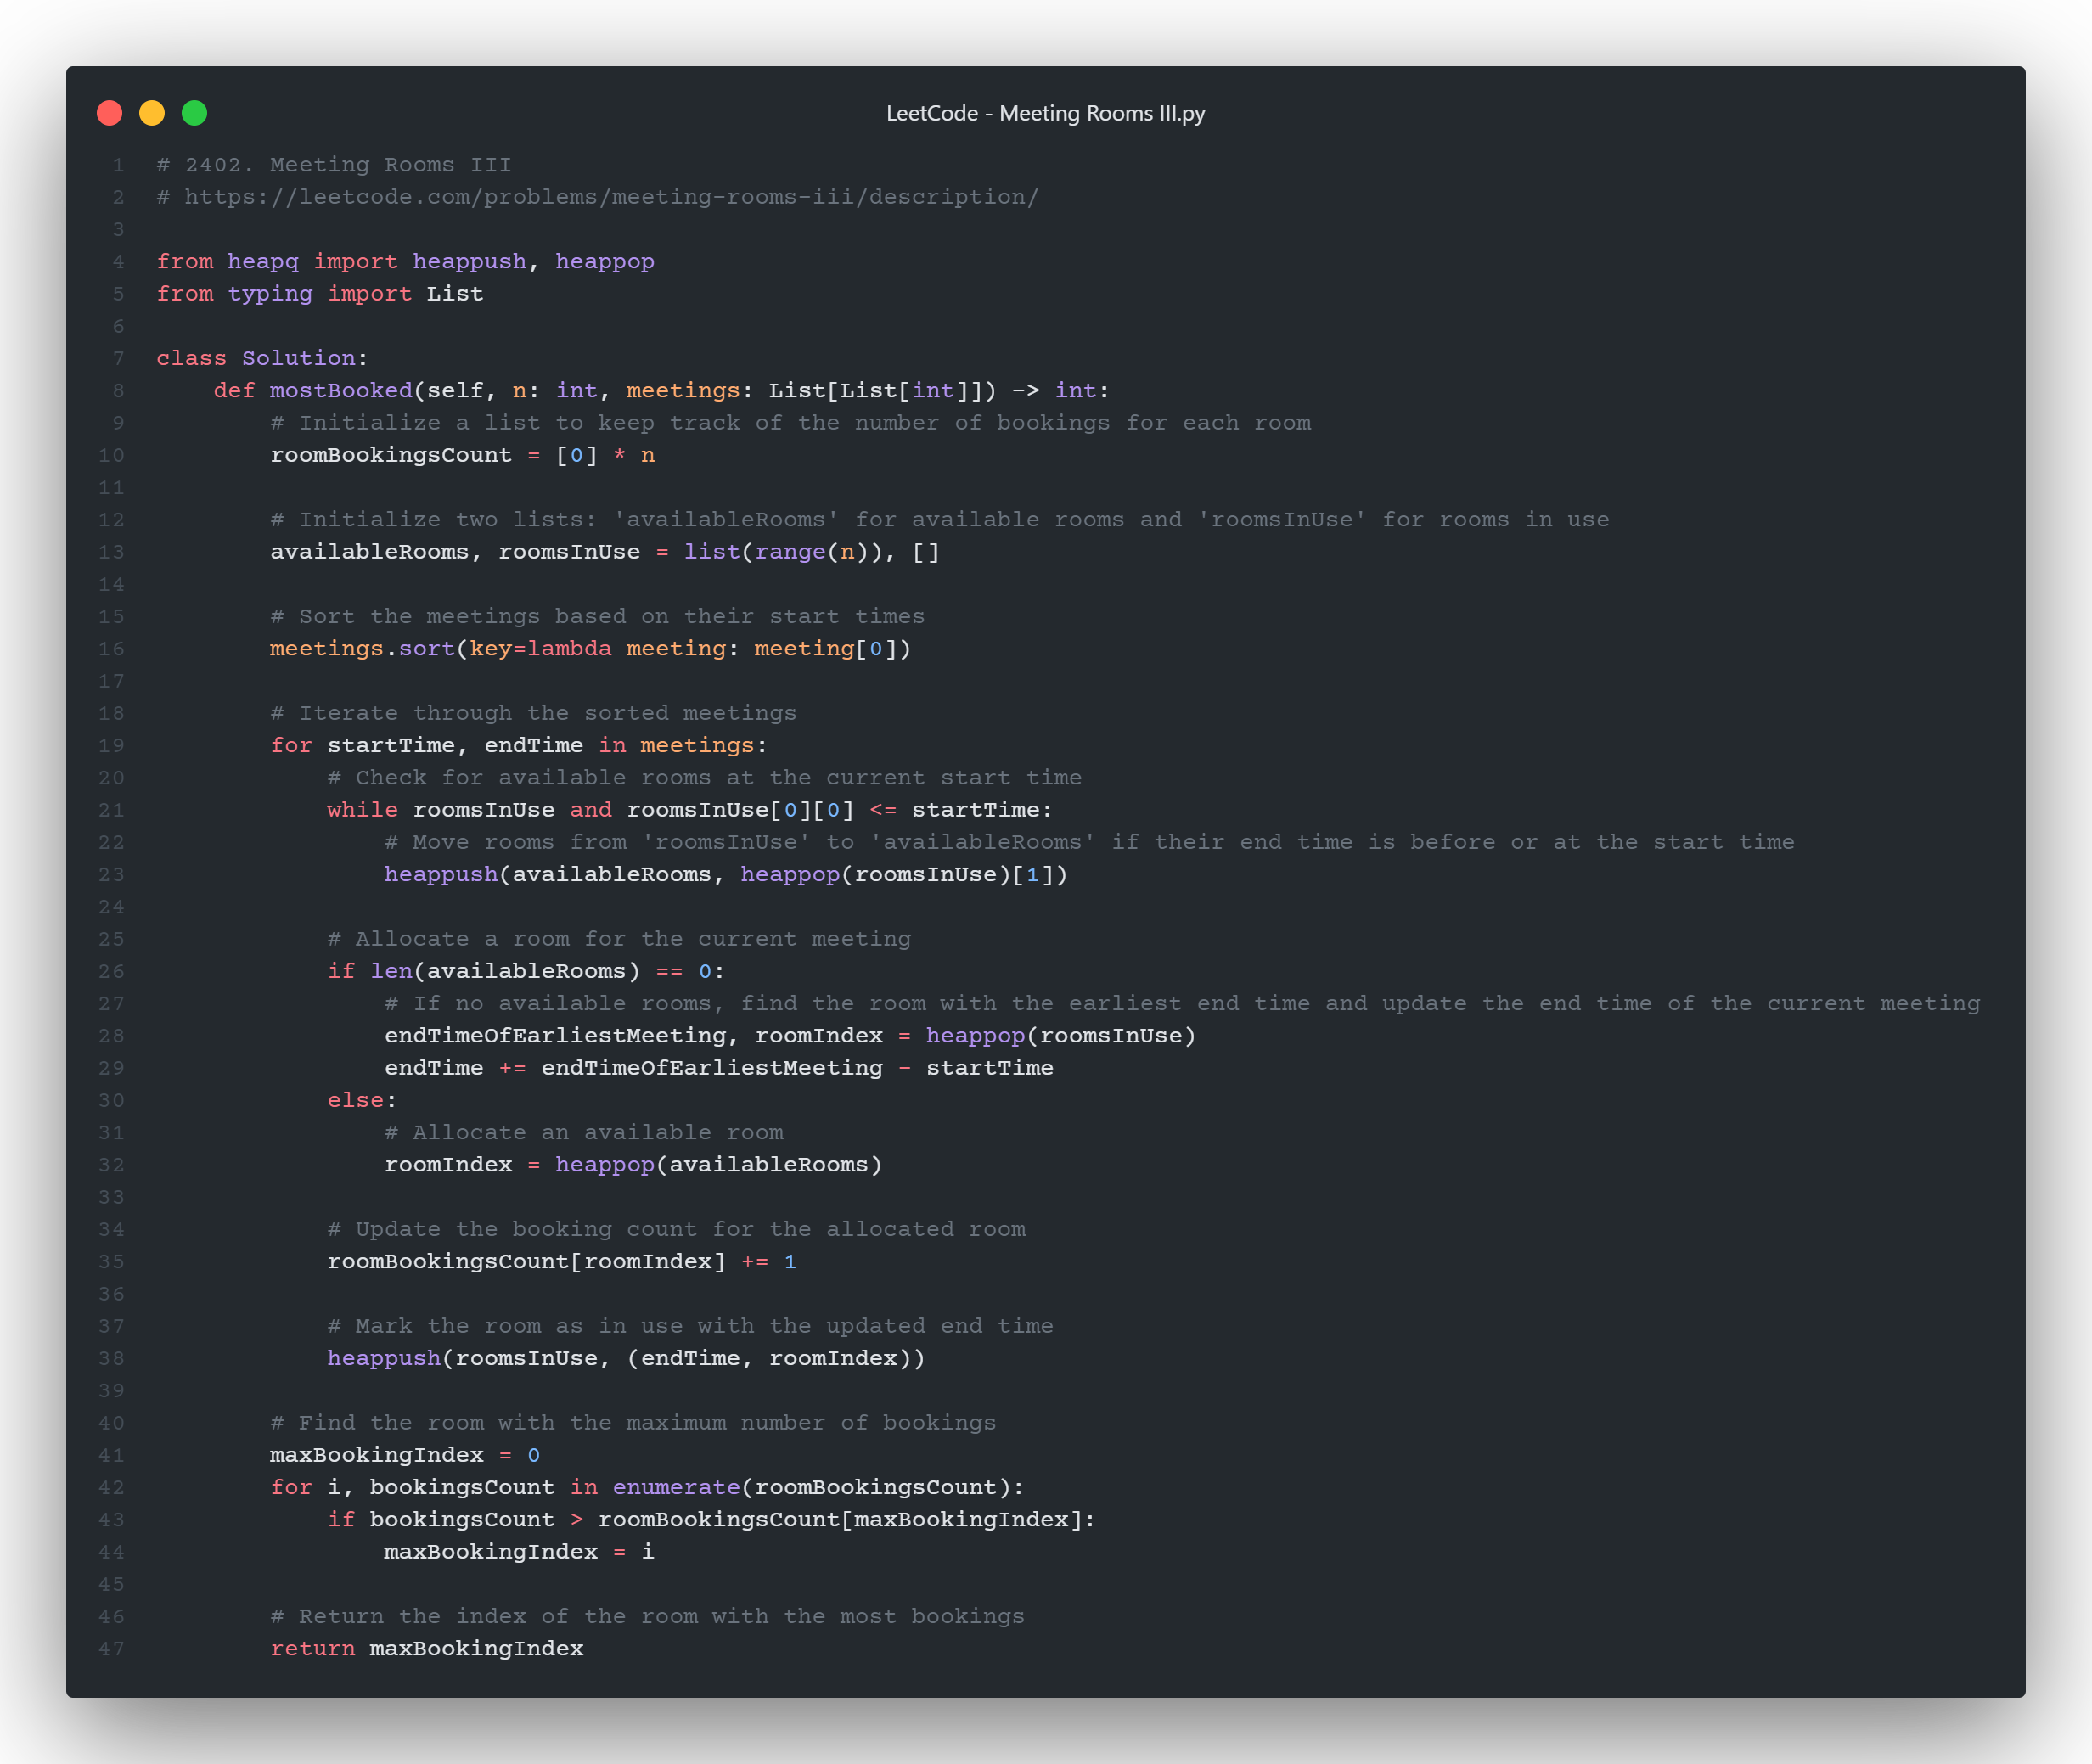 LeetCode - Meeting Rooms III.py
1 # 2402. Meeting Rooms III
2 # https://leetcode.com/problems/meeting-rooms-iii/description/
3
4 from heapq import heappush, heappop
5 from typing import List
6
7 class Solution:
8     def mostBooked(self, n: int, meetings: List[List[int]]) -> int:
9         # Initialize a list to keep track of the number of bookings for each room
10         roomBookingsCount = [0] * n
11
12         # Initialize two lists: 'availableRooms' for available rooms and 'roomsInUse' for rooms in use
13         availableRooms, roomsInUse = list(range(n)), []
14
15         # Sort the meetings based on their start times
16         meetings.sort(key=lambda meeting: meeting[0])
17
18         # Iterate through the sorted meetings
19         for startTime, endTime in meetings:
20             # Check for available rooms at the current start time
21             while roomsInUse and roomsInUse[0][0] <= startTime:
22                 # Move rooms from 'roomsInUse' to 'availableRooms' if their end time is before or at the start time
23                 heappush(availableRooms, heappop(roomsInUse)[1])
24
25             # Allocate a room for the current meeting
26             if len(availableRooms) == 0:
27                 # If no available rooms, find the room with the earliest end time and update the end time of the current meeting
28                 endTimeOfEarliestMeeting, roomIndex = heappop(roomsInUse)
29                 endTime += endTimeOfEarliestMeeting - startTime
30             else:
31                 # Allocate an available room
32                 roomIndex = heappop(availableRooms)
33
34             # Update the booking count for the allocated room
35             roomBookingsCount[roomIndex] += 1
36
37             # Mark the room as in use with the updated end time
38             heappush(roomsInUse, (endTime, roomIndex))
39
40         # Find the room with the maximum number of bookings
41         maxBookingIndex = 0
42         for i, bookingsCount in enumerate(roomBookingsCount):
43             if bookingsCount > roomBookingsCount[maxBookingIndex]:
44                 maxBookingIndex = i
45
46         # Return the index of the room with the most bookings
47         return maxBookingIndex